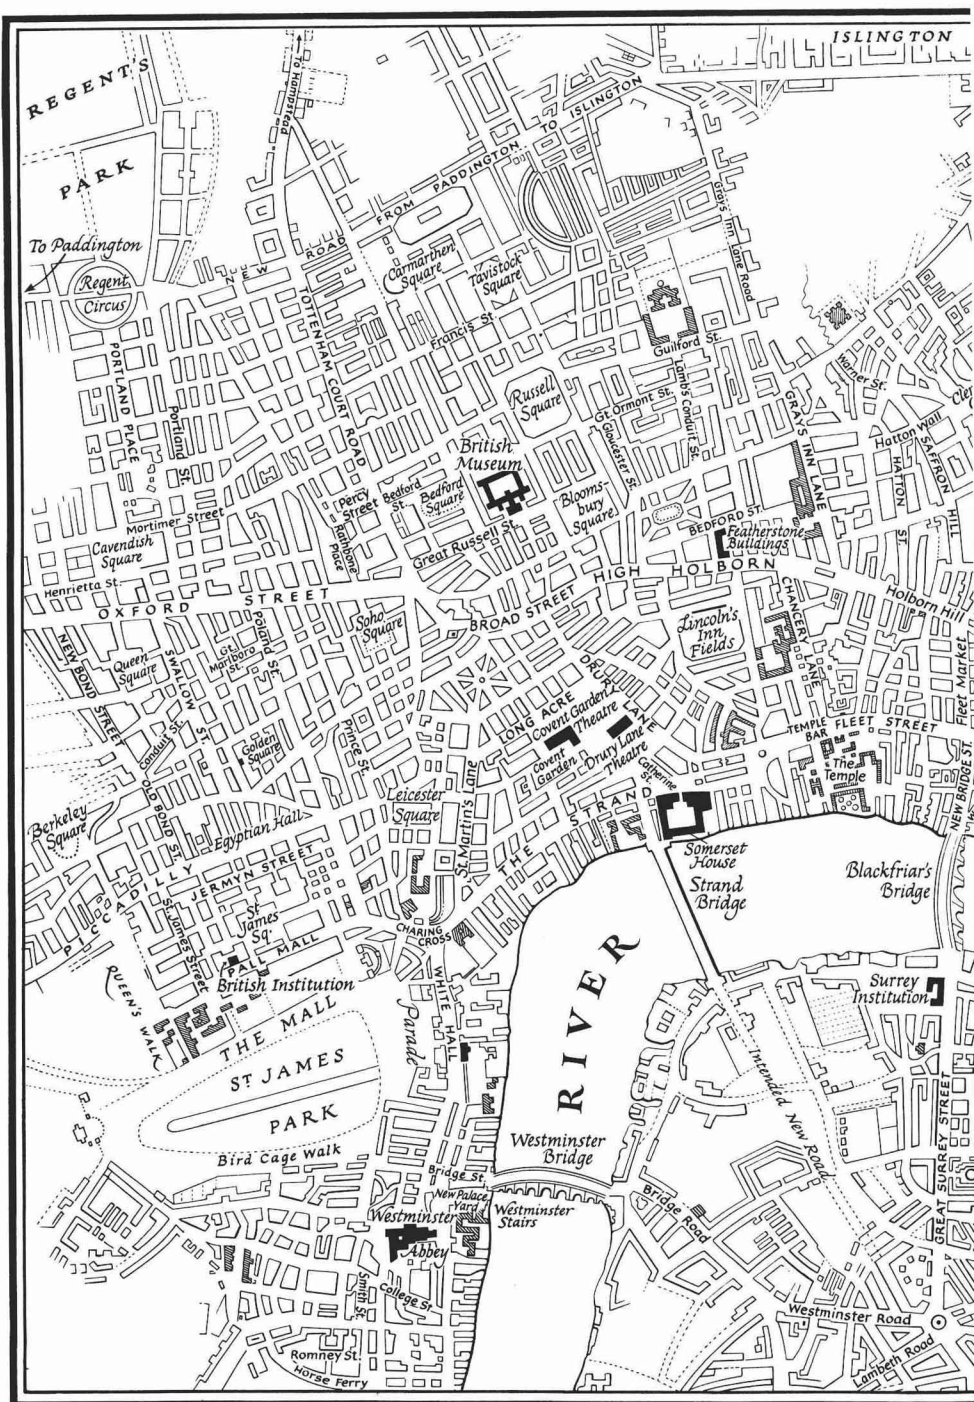 ISLINGTON
REGENT'S
PARK
To Hampstead
FROM PADDINGTON TO ISLINGTON
Grays Inn Lane Road
To Paddington
Regent
Circus
NEW ROAD
Carmarthen
Square
Tavistock
Square
TOTTENHAM COURT ROAD
Francis St.
Guilford St.
PORTLAND PLACE
Portland St.
Russell
Square
Lamb's Conduit St.
Gt. Ormont St.
Gloucester St.
GRAYS INN LANE
Warner St.
Hatton Wall
HATTON ST.
SAFFRON HILL
British
Museum
Percy
Street
Bedford
St.
Bedford
Square
Rathbone
Place
Great Russell St.
Blooms-
bury
Square
BEDFORD ST.
Featherstone
Buildings
Mortimer Street
Cavendish
Square
Henrietta St.
OXFORD STREET
BROAD STREET
HIGH HOLBORN
Holborn Hill
Fleet Market
CHANCERY LANE
Lincoln's
Inn
Fields
Soho
Square
NEW BOND STREET
Queen
Square
SWALLOW ST.
Gt.
Marlboro
St.
Poland St.
DRURY LANE
LONG ACRE
Covent Garden
Theatre
Covent
Garden
Drury Lane
Theatre
Catherine
St.
TEMPLE
BAR
FLEET STREET
The
Temple
NEW BRIDGE ST.
Conduit St.
Golden
Square
Prince St.
OLD BOND ST.
Egyptian Hall
Leicester
Square
St. Martin's Lane
THE STRAND
Somerset
House
Strand
Bridge
Blackfriar's
Bridge
Berkeley
Square
PICCADILLY
JERMYN STREET
St. James Street
St
James
Sq.
PALL MALL
CHARING
CROSS
British Institution
QUEEN'S WALK
THE MALL
WHITE HALL
Parade
RIVER
Surrey
Institution
ST JAMES
PARK
Intended New Road
GREAT SURREY STREET
Bird Cage Walk
Westminster
Bridge
Bridge St.
New Palace
Yard
Westminster
Stairs
Bridge Road
Westminster
Abbey
College St.
Smith St.
Romney St.
Horse Ferry
Westminster Road
Lambeth Road